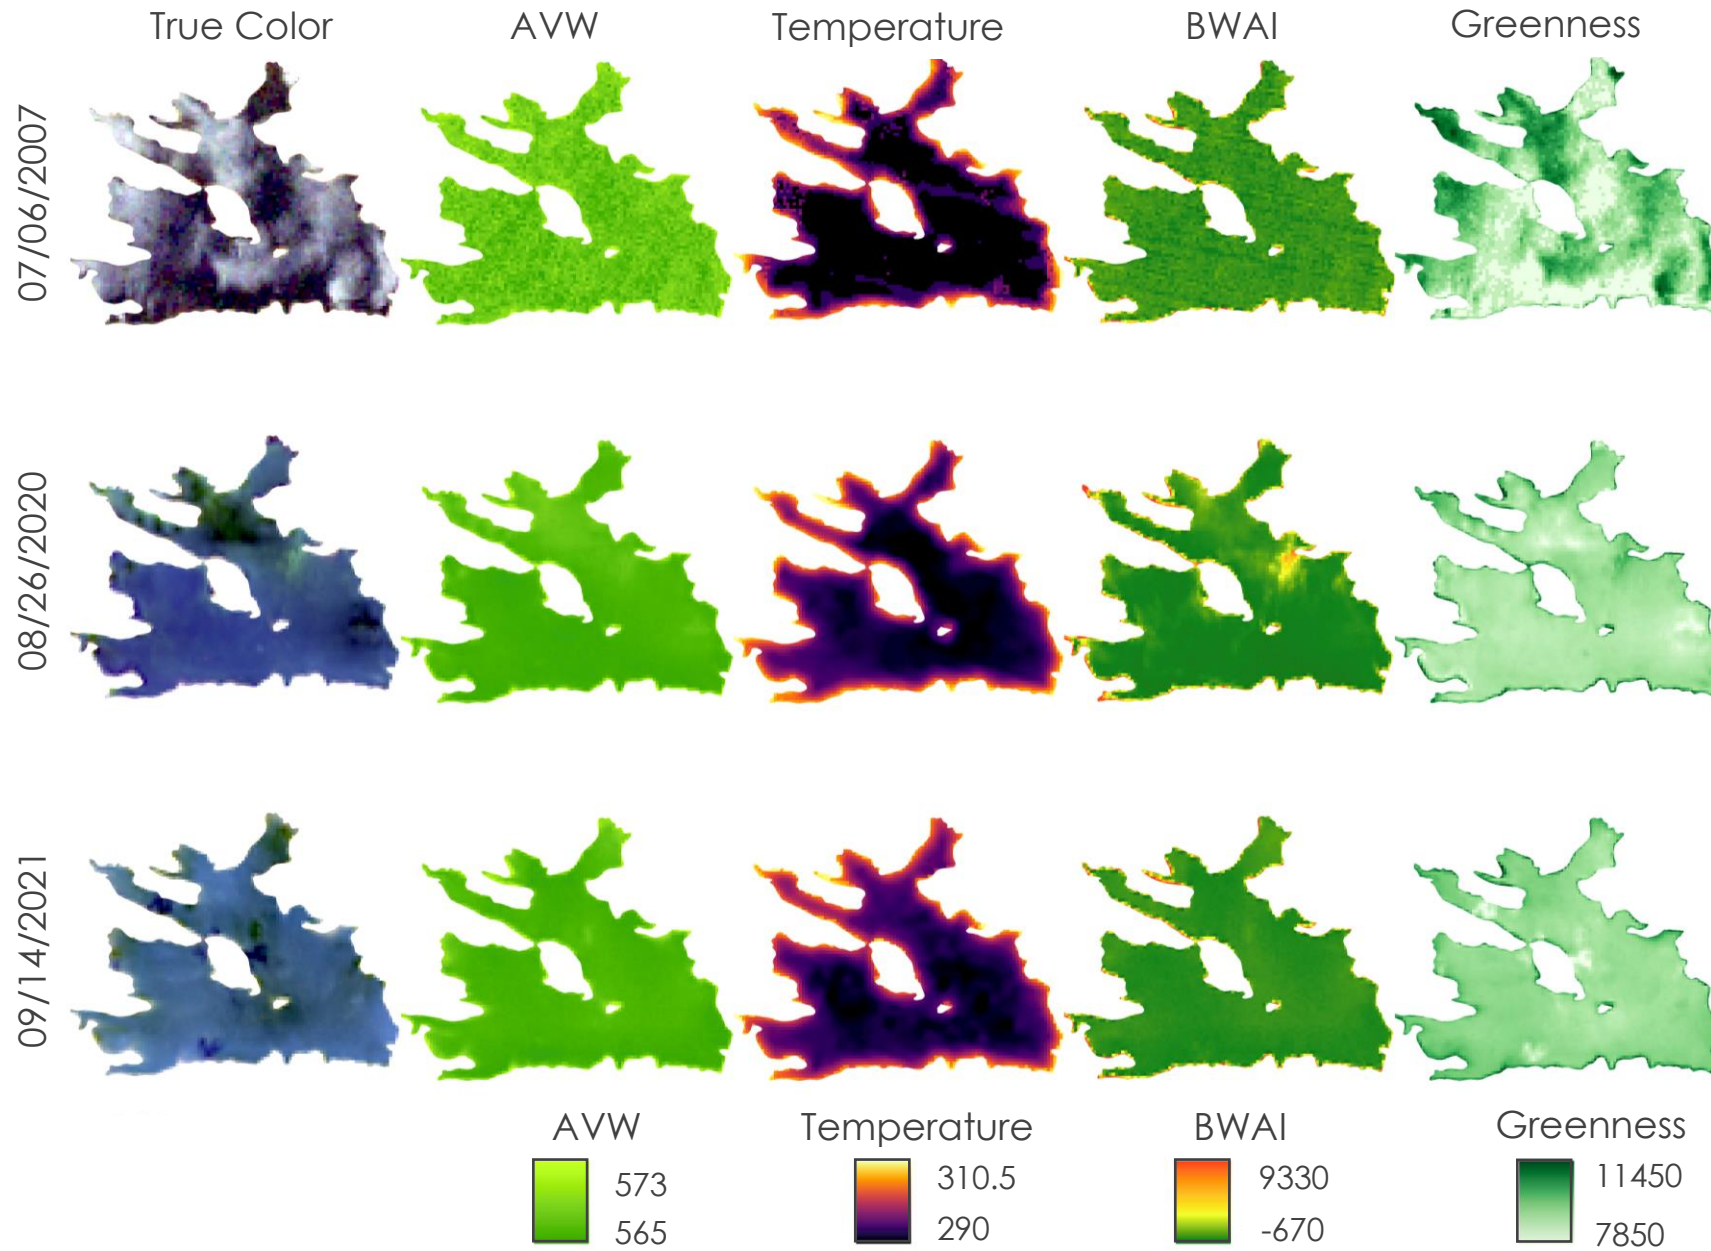 True Color AVW Temperature BWAI Greenness
07/06/2007
08/26/2020
09/14/2021
AVW Temperature BWAI Greenness
573 310.5 9330 11450
565 290 -670 7850